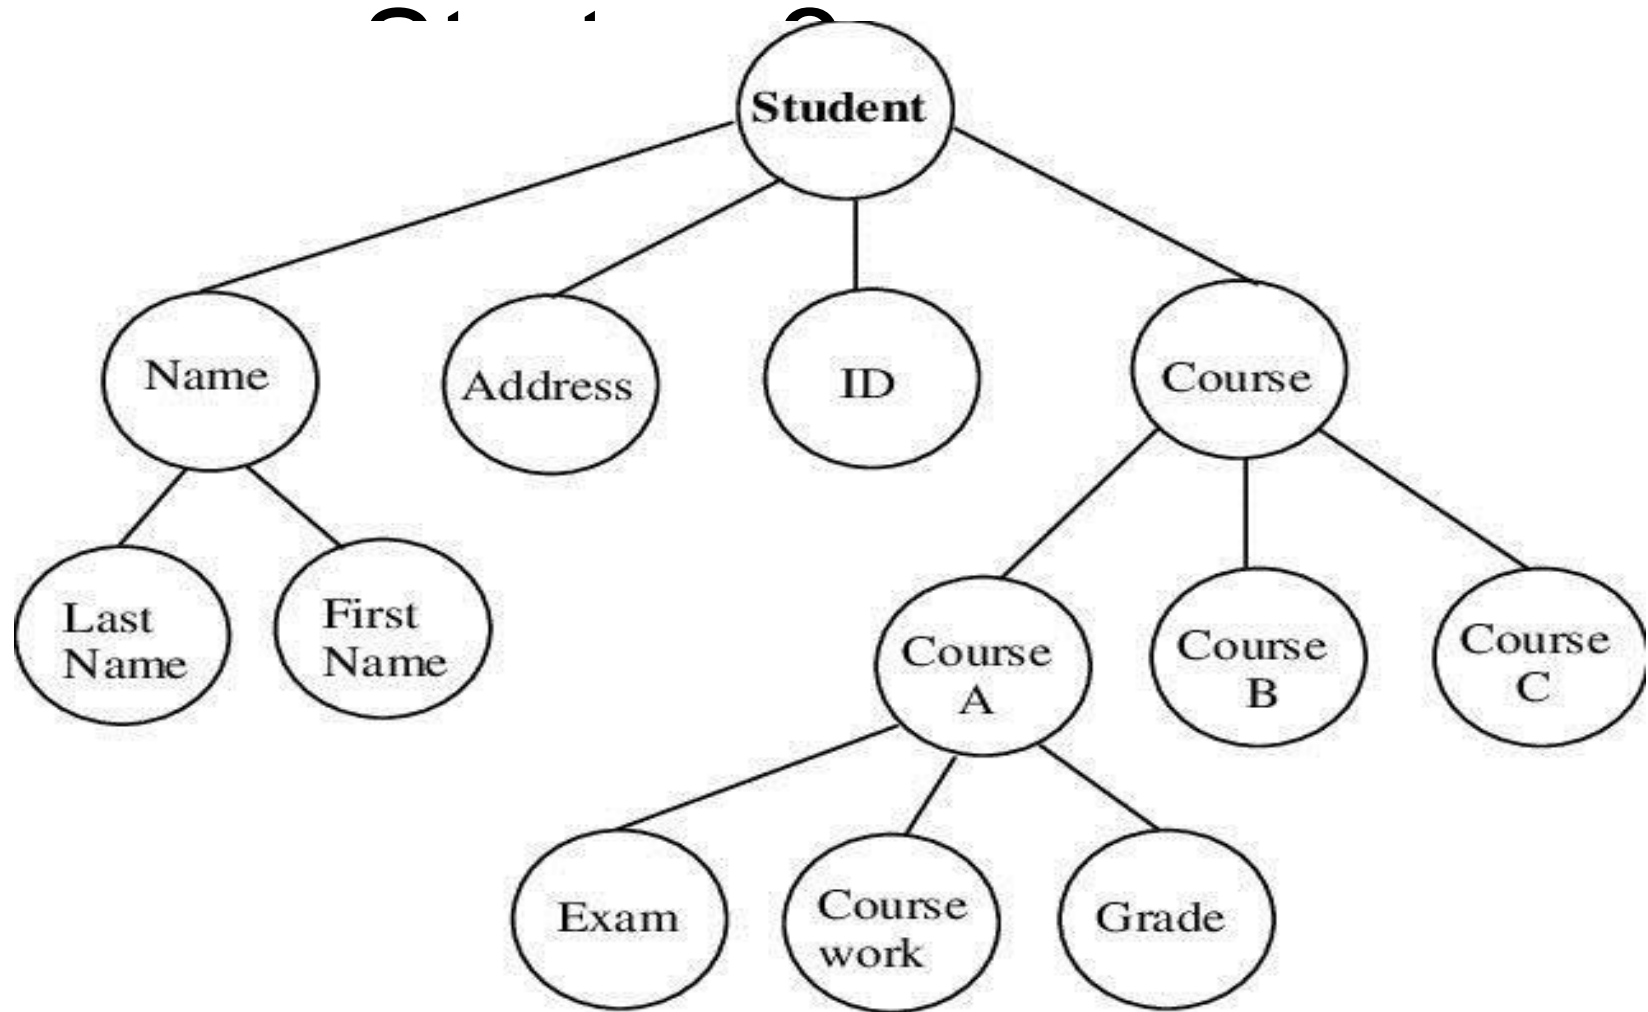 Student
Name
Address
ID
Course
Last
Name
First
Name
Course
A
Course
B
Course
C
Exam
Course
work
Grade